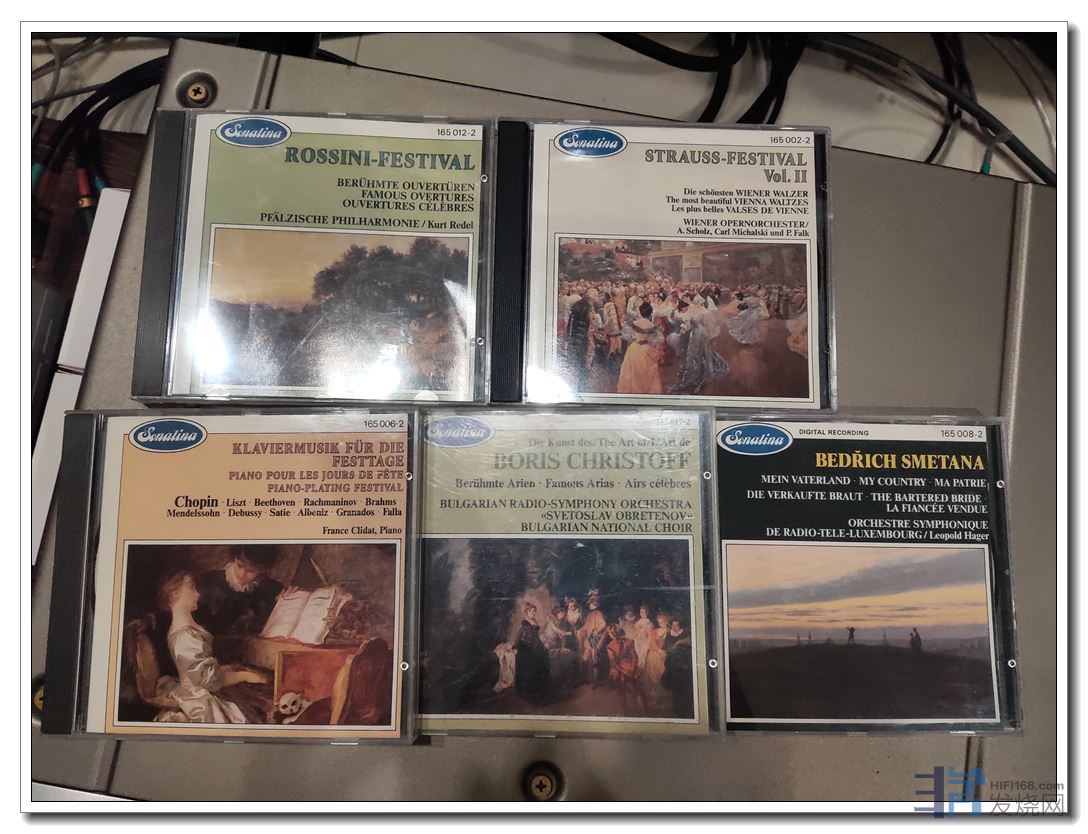 Sonatina
165 012-2
ROSSINI-FESTIVAL
BERÜHMTE OUVERTÜREN
FAMOUS OVERTURES
OUVERTURES CÉLÈBRES
PFÄLZISCHE PHILHARMONIE / Kurt Redel
Sonatina
165 002-2
STRAUSS-FESTIVAL
Vol. II
Die schönsten WIENER WALZER
The most beautiful VIENNA WALTZES
Les plus belles VALSES DE VIENNE
WIENER OPERNORCHESTER/
A. Scholz, Carl Michalski und P. Falk
Sonatina
165 006-2
KLAVIERMUSIK FÜR DIE
FESTTAGE
PIANO POUR LES JOURS DE FÊTE
PIANO-PLAYING FESTIVAL
Chopin · Liszt · Beethoven · Rachmaninov · Brahms
Mendelssohn · Debussy · Satie · Albeniz · Granados · Falla
France Clidat, Piano
Sonatina
165 017-2
Die Kunst des/The Art of/L'Art de
BORIS CHRISTOFF
Berühmte Arien · Famous Arias · Airs célèbres
BULGARIAN RADIO-SYMPHONY ORCHESTRA
«SVETOSLAV OBRETENOV»
BULGARIAN NATIONAL CHOIR
Sonatina
DIGITAL RECORDING
165 008-2
BEDŘICH SMETANA
MEIN VATERLAND · MY COUNTRY · MA PATRIE
DIE VERKAUFTE BRAUT · THE BARTERED BRIDE ·
LA FIANCÉE VENDUE
ORCHESTRE SYMPHONIQUE
DE RADIO-TELE-LUXEMBOURG / Leopold Hager
HIFI168.com
发烧网